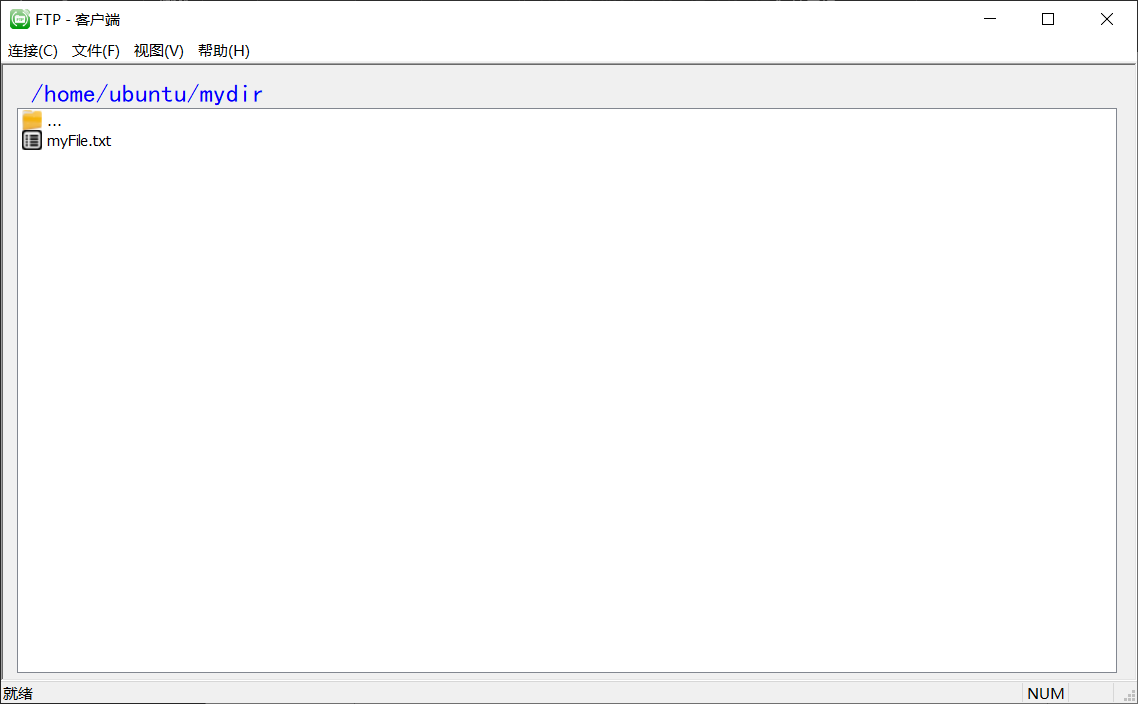 FTP - 客户端
连接(C) 文件(F) 视图(V) 帮助(H)
/home/ubuntu/mydir
...
myFile.txt
就绪 NUM